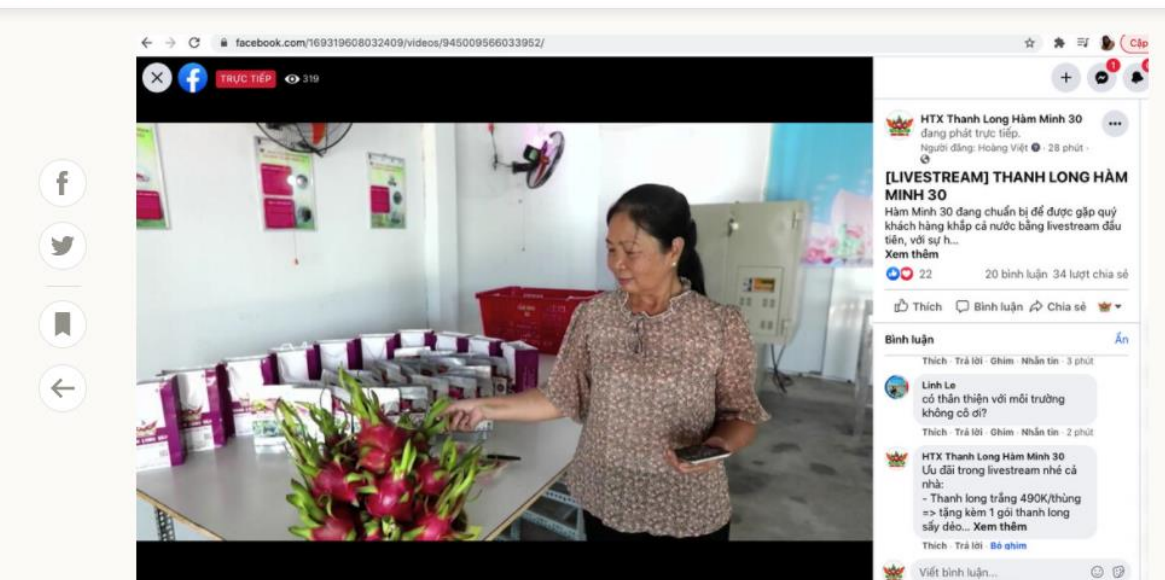 facebook.com/169319608032409/videos/945009566033952/
Cập
TRỰC TIẾP 319
1
HTX Thanh Long Hàm Minh 30
đang phát trực tiếp.
Người đăng: Hoàng Việt · 28 phút ·
[LIVESTREAM] THANH LONG HÀM
MINH 30
Hàm Minh 30 đang chuẩn bị để được gặp quý
khách hàng khắp cả nước bằng livestream đầu
tiên, với sự h...
Xem thêm
22 20 bình luận 34 lượt chia sẻ
Thích Bình luận Chia sẻ
Bình luận Ẩn
Thích · Trả lời · Ghim · Nhắn tin · 3 phút
Linh Le
có thân thiện với môi trường
không cô ơi?
Thích · Trả lời · Ghim · Nhắn tin · 2 phút
HTX Thanh Long Hàm Minh 30
Ưu đãi trong livestream nhé cả
nhà:
- Thanh long trắng 490K/thùng
=> tặng kèm 1 gói thanh long
sấy dẻo... Xem thêm
Thích · Trả lời · Bỏ ghim
Viết bình luận...